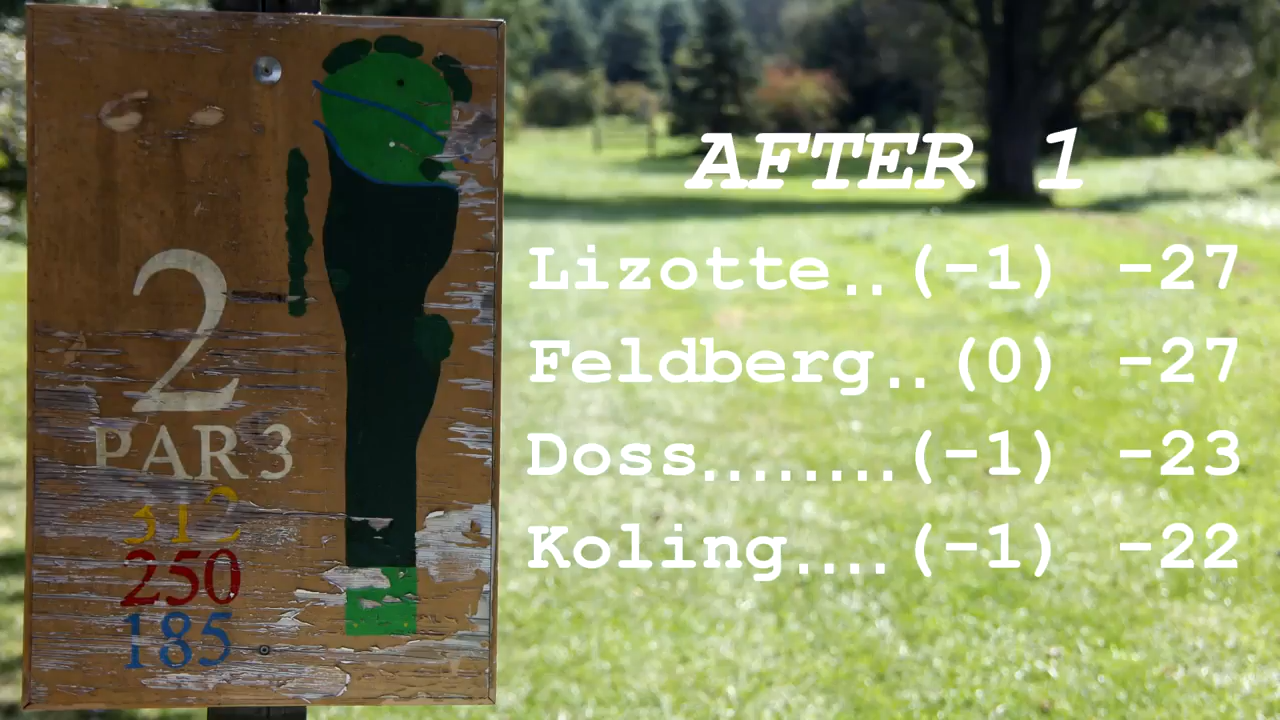 2
PAR 3
312
250
185
AFTER 1
Lizotte..(-1) -27
Feldberg..(0) -27
Doss........(-1) -23
Koling....(-1) -22